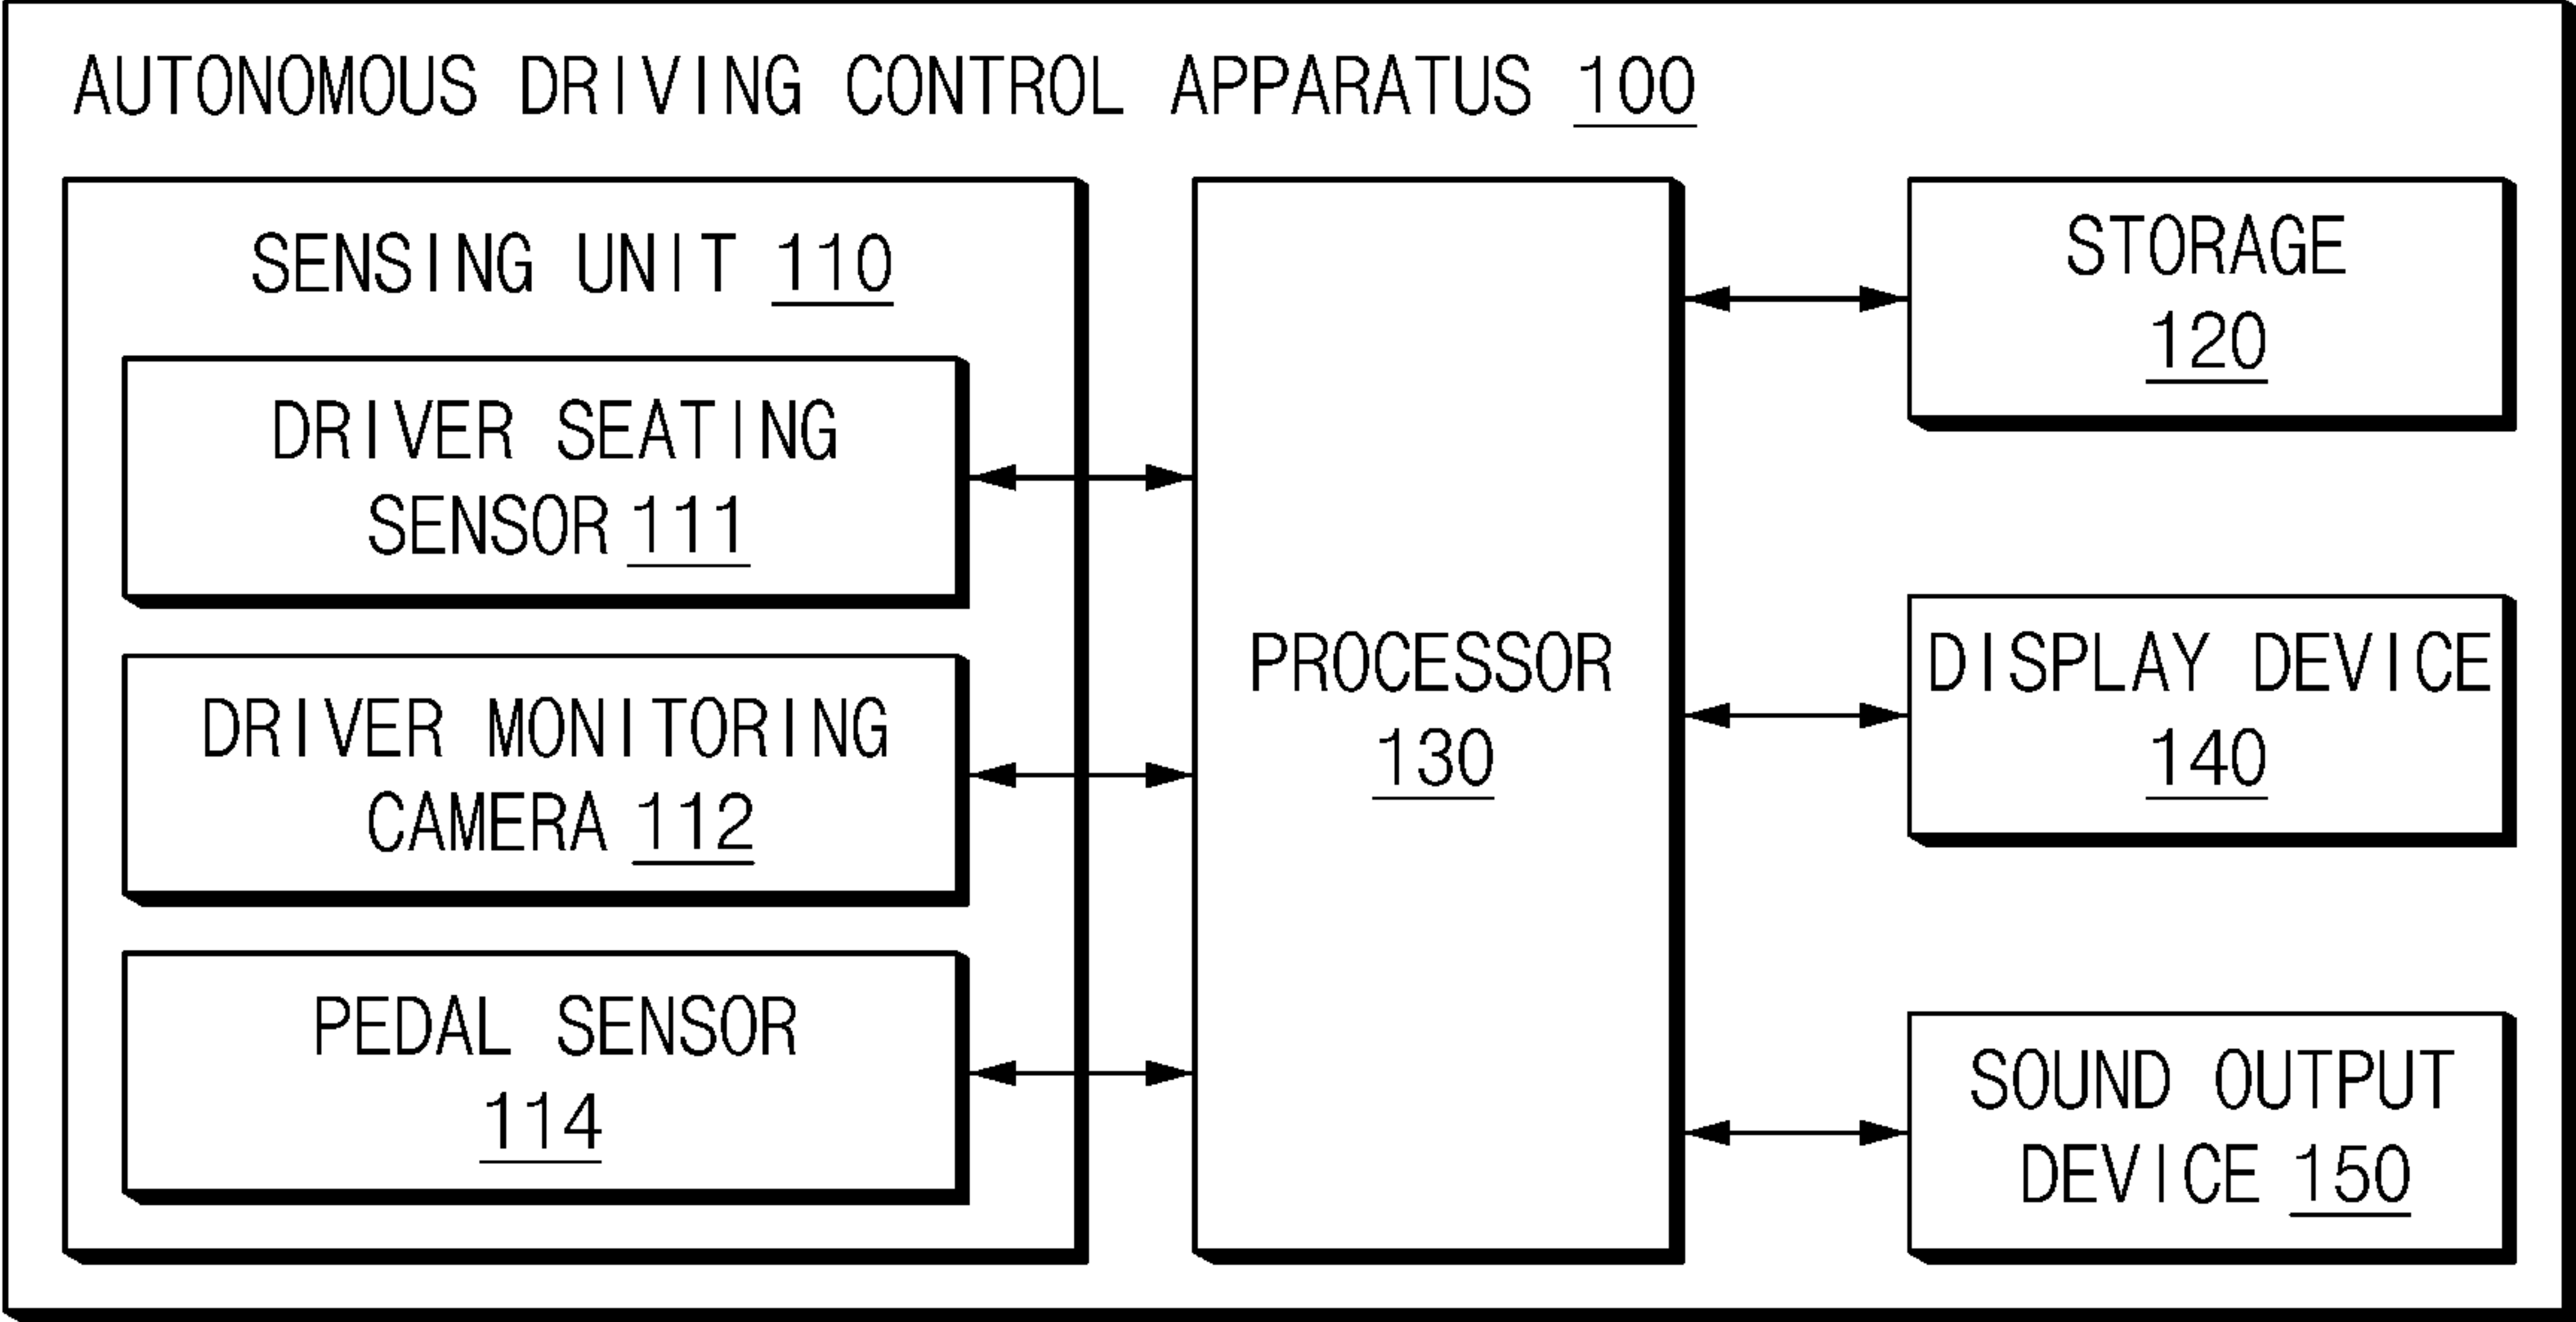 AUTONOMOUS DRIVING CONTROL APPARATUS 100
SENSING UNIT 110
DRIVER SEATING
SENSOR 111
DRIVER MONITORING
CAMERA 112
PEDAL SENSOR
114
PROCESSOR
130
STORAGE
120
DISPLAY DEVICE
140
SOUND OUTPUT
DEVICE 150